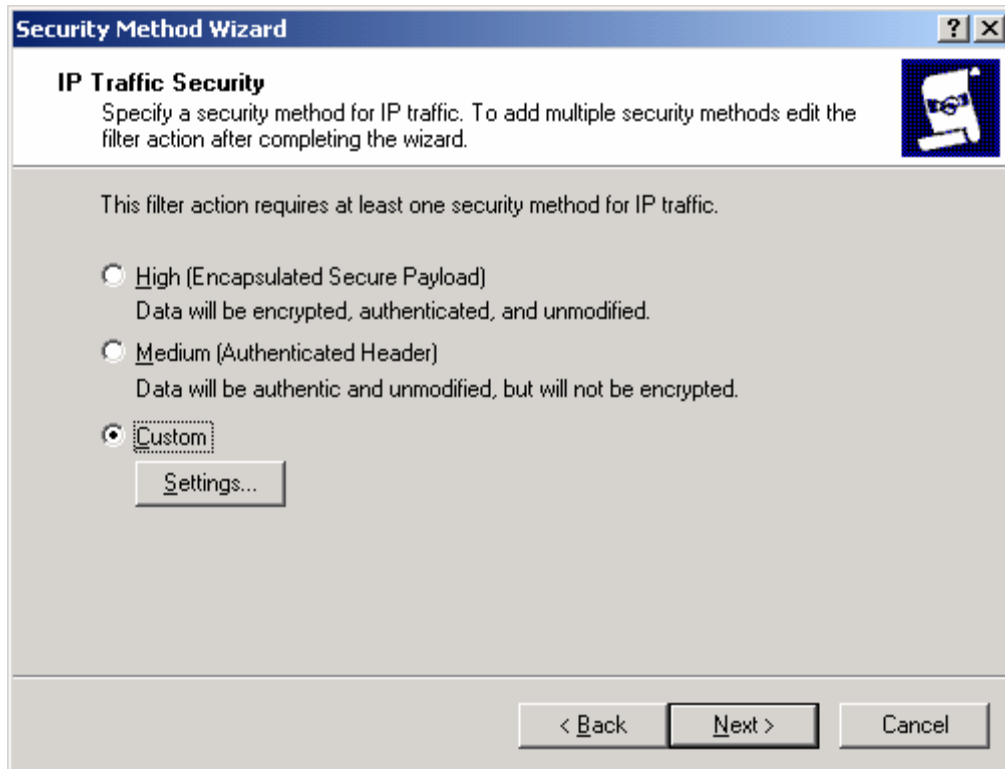 Security Method Wizard
IP Traffic Security
Specify a security method for IP traffic. To add multiple security methods edit the
filter action after completing the wizard.
This filter action requires at least one security method for IP traffic.
High (Encapsulated Secure Payload)
Data will be encrypted, authenticated, and unmodified.
Medium (Authenticated Header)
Data will be authentic and unmodified, but will not be encrypted.
Custom
Settings...
< Back
Next >
Cancel